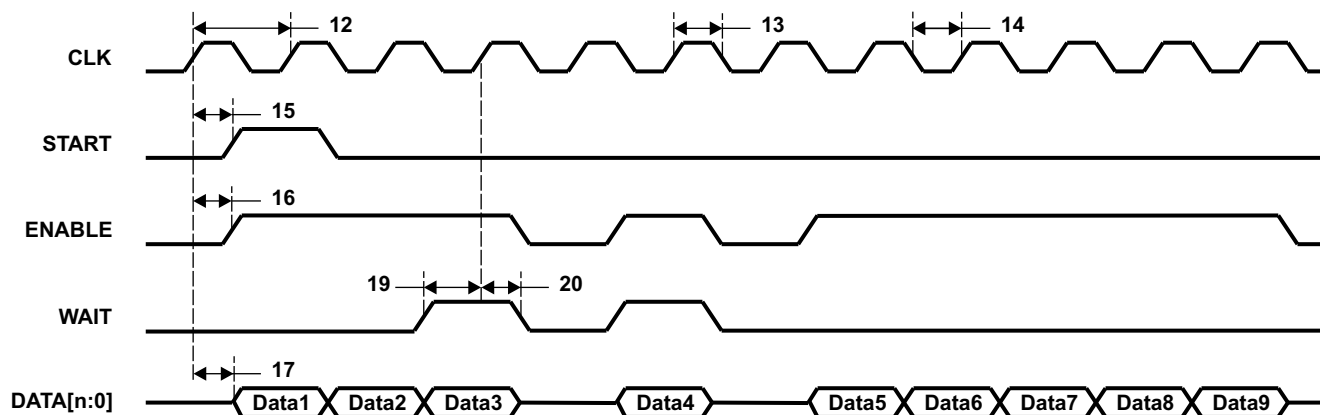 12
13
14
CLK
15
START
16
ENABLE
19
20
WAIT
17
DATA[n:0]
Data1
Data2
Data3
Data4
Data5
Data6
Data7
Data8
Data9